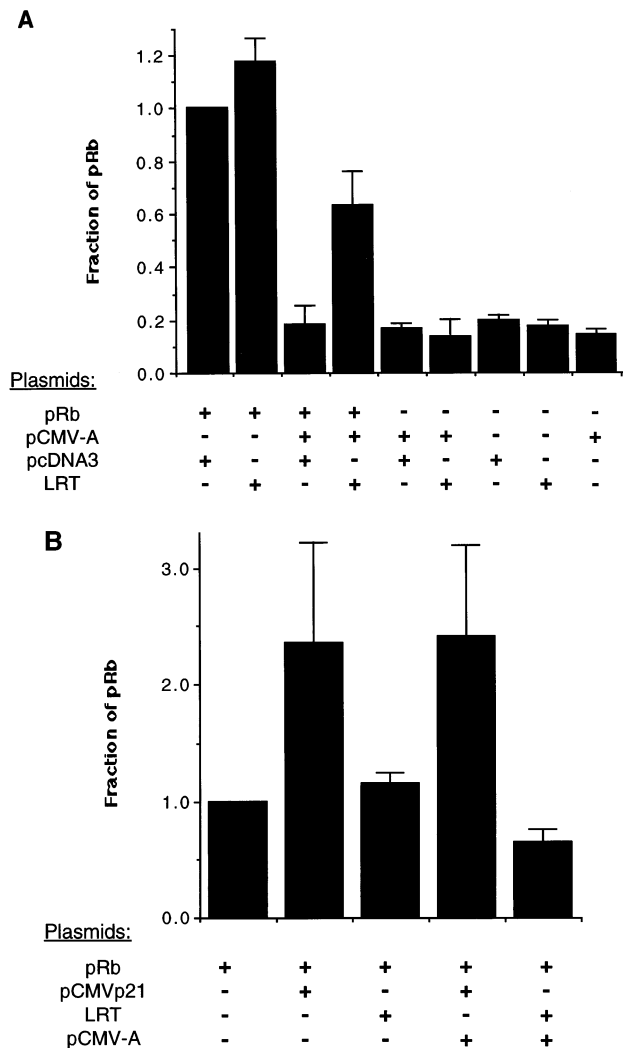 A
Fraction of pRb
1.2
1.0
0.8
0.6
0.4
0.2
0.0
Plasmids:
pRb + + + + - - - - -
pCMV-A - - + + + + - - +
pcDNA3 + - + - + - + - -
LRT - + - + - + - + -
B
Fraction of pRb
3.0
2.0
1.0
0.0
Plasmids:
pRb + + + + +
pCMVp21 - + - + -
LRT - - + - +
pCMV-A - - - + +